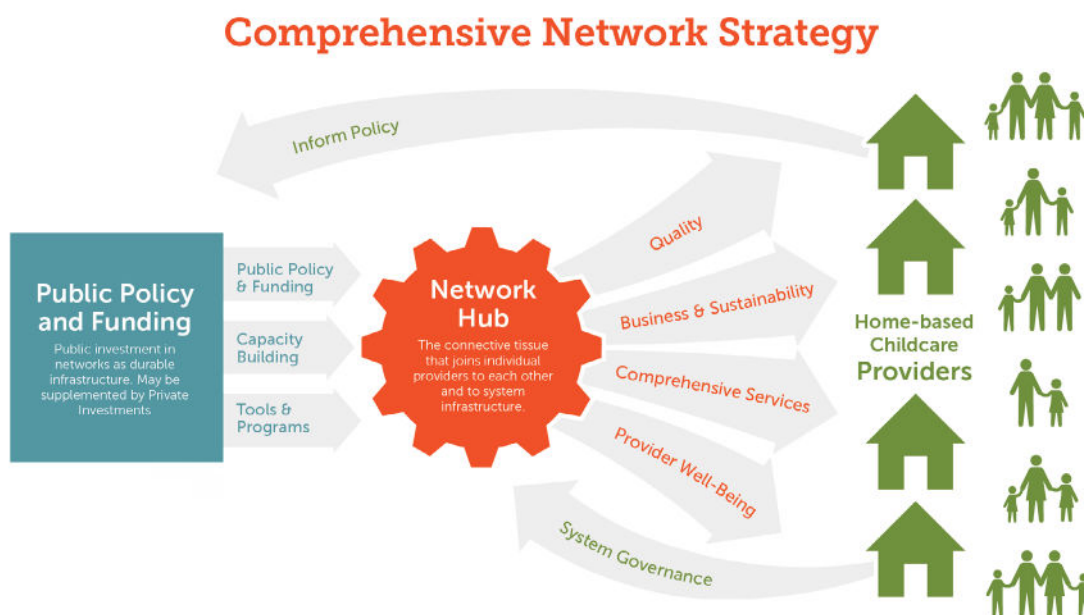 Comprehensive Network Strategy
Inform Policy
Public Policy
and Funding
Public investment in
networks as durable
infrastructure. May be
supplemented by Private
Investments
Public Policy
& Funding
Capacity
Building
Tools &
Programs
Network
Hub
The connective tissue
that joins individual
providers to each other
and to system
infrastructure.
Quality
Business & Sustainability
Comprehensive Services
Provider Well-Being
System Governance
Home-based
Childcare
Providers